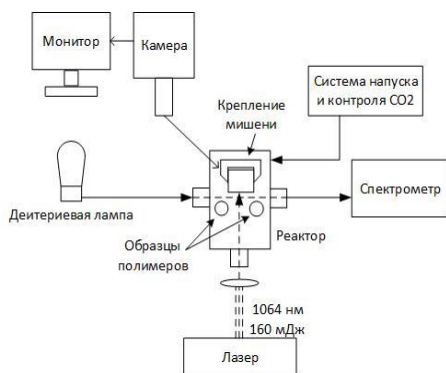 Монитор
Камера
Система напуска
и контроля CO2
Крепление
мишени
Деитериевая лампа
Спектрометр
Образцы
полимеров
Реактор
1064 нм
160 мДж
Лазер